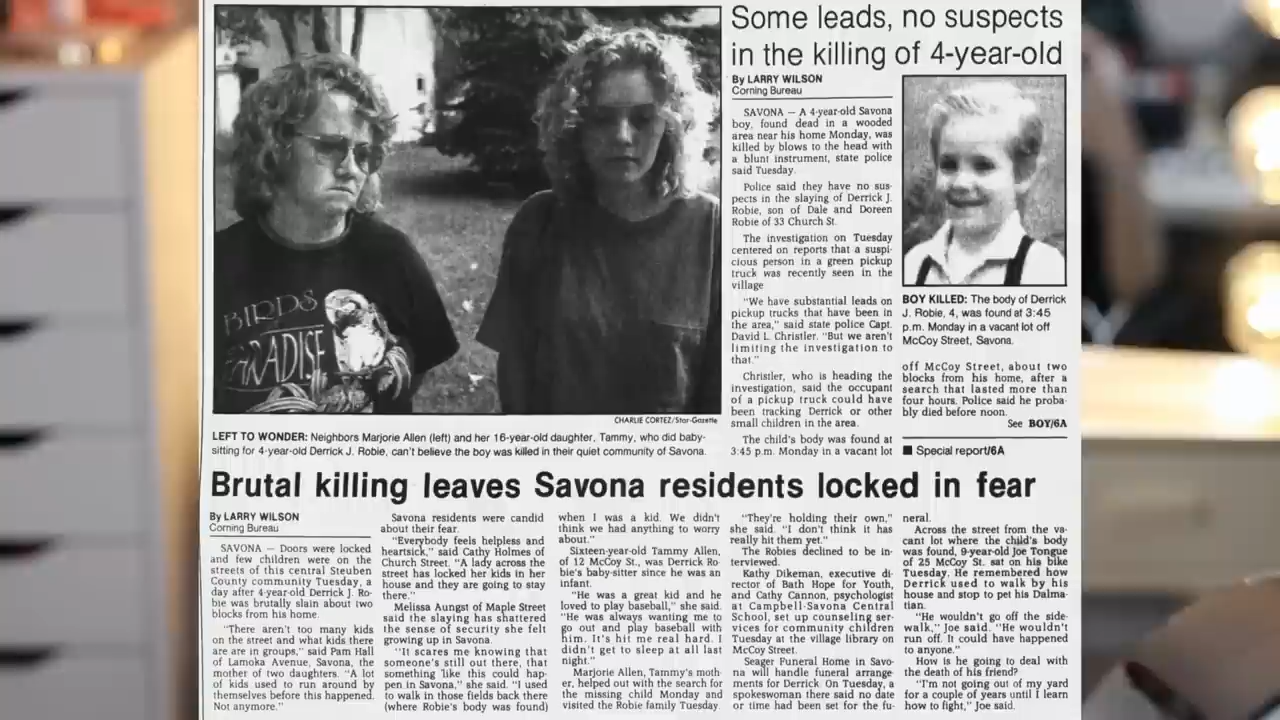 Some leads, no suspects
in the killing of 4-year-old
By LARRY WILSON
Corning Bureau
SAVONA — A 4-year-old Savona
boy, found dead in a wooded
area near his home Monday, was
killed by blows to the head with
a blunt instrument, state police
said Tuesday.
Police said they have no sus-
pects in the slaying of Derrick J.
Robie, son of Dale and Doreen
Robie of 33 Church St.
The investigation on Tuesday
centered on reports that a suspi-
cious person in a green pickup
truck was recently seen in the
village
"We have substantial leads on
pickup trucks that have been in
the area," said state police Capt.
David L. Christler. "But we aren't
limiting the investigation to
that."
Christler, who is heading the
investigation, said the occupant
of a pickup truck could have
been tracking Derrick or other
small children in the area.
The child's body was found at
3:45 p.m. Monday in a vacant lot
BOY KILLED: The body of Derrick
J. Robie, 4, was found at 3:45
p.m. Monday in a vacant lot off
McCoy Street, Savona.
off McCoy Street, about two
blocks from his home, after a
search that lasted more than
four hours. Police said he proba-
bly died before noon.
See BOY/6A
■ Special report/6A
BIRDS
PARADISE
CHARLIE CORTEZ/Star-Gazette
LEFT TO WONDER: Neighbors Marjorie Allen (left) and her 16-year-old daughter, Tammy, who did baby-
sitting for 4-year-old Derrick J. Robie, can't believe the boy was killed in their quiet community of Savona.
Brutal killing leaves Savona residents locked in fear
By LARRY WILSON
Corning Bureau
SAVONA — Doors were locked
and few children were on the
streets of this central Steuben
County community Tuesday, a
day after 4-year-old Derrick J. Ro-
bie was brutally slain about two
blocks from his home.
"There aren't too many kids
on the street and what kids there
are are in groups," said Pam Hall
of Lamoka Avenue, Savona, the
mother of two daughters. "A lot
of kids used to run around by
themselves before this happened.
Not anymore."
Savona residents were candid
about their fear.
"Everybody feels helpless and
heartsick," said Cathy Holmes of
Church Street. "A lady across the
street has locked her kids in her
house and they are going to stay
there."
Melissa Aungst of Maple Street
said the slaying has shattered
the sense of security she felt
growing up in Savona.
"It scares me knowing that
someone's still out there, that
something like this could hap-
pen in Savona," she said. "I used
to walk in those fields back there
(where Robie's body was found)
when I was a kid. We didn't
think we had anything to worry
about."
Sixteen-year-old Tammy Allen,
of 12 McCoy St., was Derrick Ro-
bie's baby-sitter since he was an
infant.
"He was a great kid and he
loved to play baseball," she said.
"He was always wanting me to
go out and play baseball with
him. It's hit me real hard. I
didn't get to sleep at all last
night."
Marjorie Allen, Tammy's moth-
er, helped out with the search for
the missing child Monday and
visited the Robie family Tuesday.
"They're holding their own,"
she said. "I don't think it has
really hit them yet."
The Robies declined to be in-
terviewed.
Kathy Dikeman, executive di-
rector of Bath Hope for Youth,
and Cathy Cannon, psychologist
at Campbell-Savona Central
School, set up counseling ser-
vices for community children
Tuesday at the village library on
McCoy Street.
Seager Funeral Home in Savo-
na will handle funeral arrange-
ments for Derrick. On Tuesday, a
spokeswoman there said no date
or time had been set for the fu-
neral.
Across the street from the va-
cant lot where the child's body
was found, 9-year-old Joe Tongue
of 25 McCoy St. sat on his bike
Tuesday. He remembered how
Derrick used to walk by his
house and stop to pet his Dalma-
tian.
"He wouldn't go off the side-
walk," Joe said. "He wouldn't
run off. It could have happened
to anyone."
How is he going to deal with
the death of his friend?
"I'm not going out of my yard
for a couple of years until I learn
how to fight," Joe said.